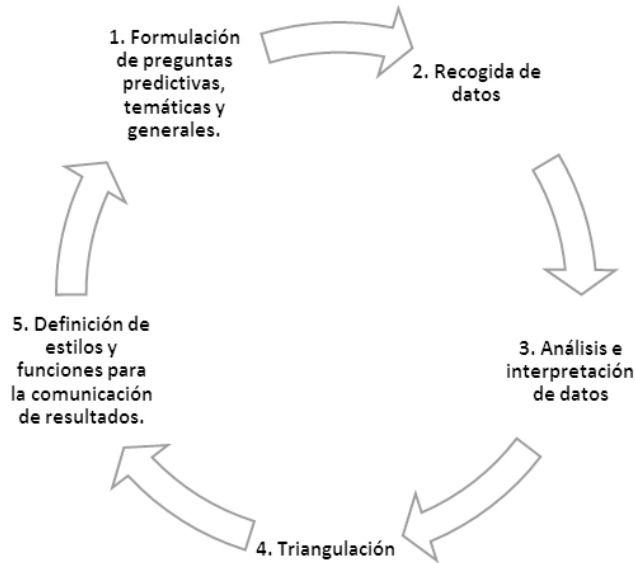 1. Formulación
de preguntas
predictivas,
temáticas y
generales.
2. Recogida de
datos
3. Análisis e
interpretación
de datos
4. Triangulación
5. Definición de
estilos y
funciones para
la comunicación
de resultados.